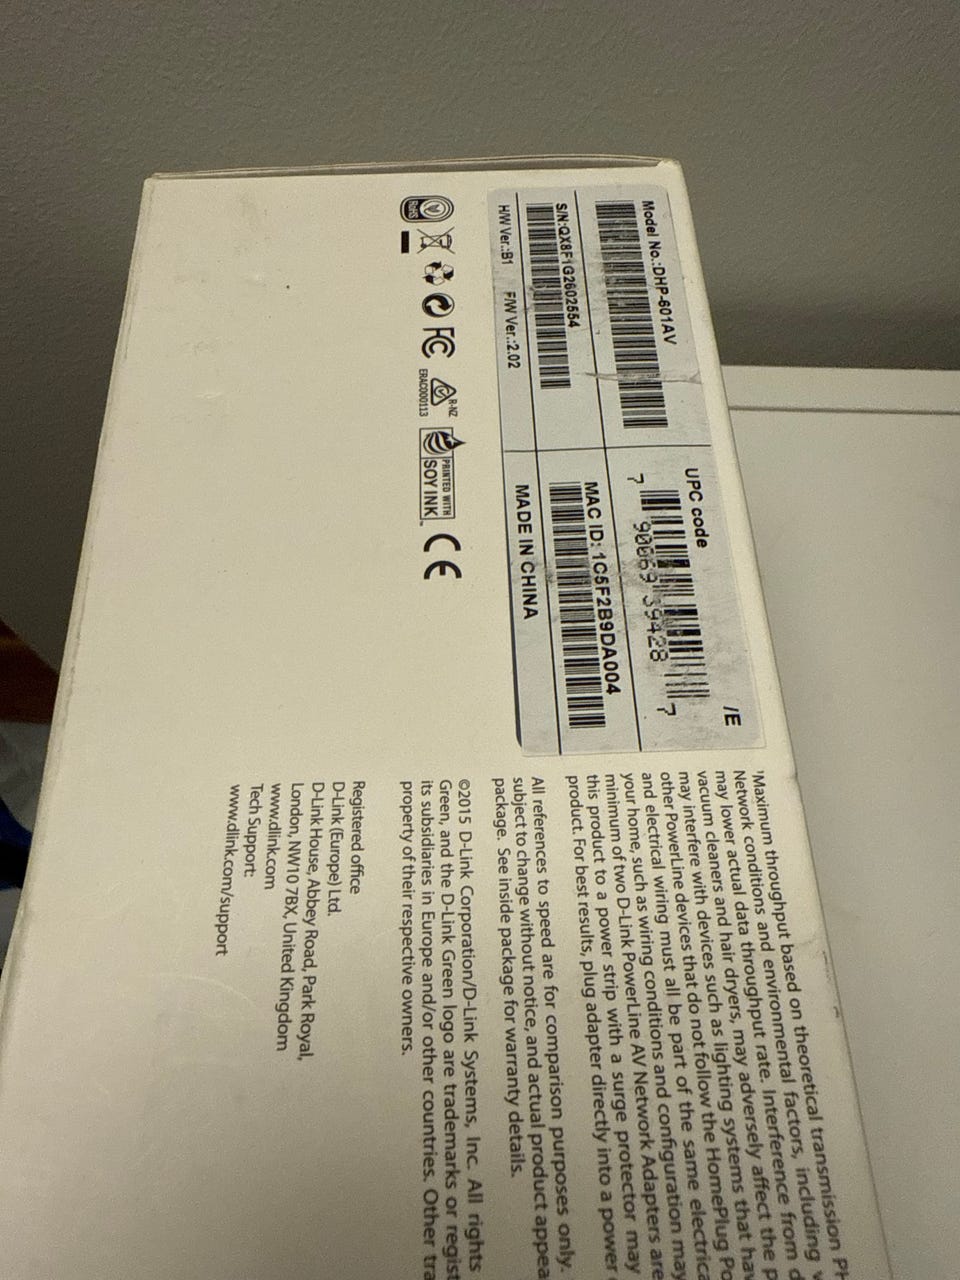 Model No.:DHP-601AV
S/N:QX8F1G2602554
H/W Ver.:B1 F/W Ver.:2.02
UPC code
/E
7 90069 39428 7
MAC ID: 1C5F2B9DA004
MADE IN CHINA
RoHS
FC
R-NZ
ERAC000113
PRINTED WITH
SOY INK
CE
¹Maximum throughput based on theoretical transmission
Network conditions and environmental factors, including
may lower actual data throughput rate. Interference from
vacuum cleaners and hair dryers, may adversely affect the
may interfere with devices such as lighting systems that
other PowerLine devices that do not follow the HomePlug
and electrical wiring must all be part of the same
your home, such as wiring conditions and configuration may
minimum of two D-Link PowerLine AV Network Adapters are
this product to a power strip with a surge protector may
product. For best results, plug adapter directly into a power
All references to speed are for comparison purposes only.
subject to change without notice, and actual product
package. See inside package for warranty details.
©2015 D-Link Corporation/D-Link Systems, Inc. All rights
Green, and the D-Link Green logo are trademarks or
its subsidiaries in Europe and/or other countries. Other
property of their respective owners.
Registered office
D-Link (Europe) Ltd.
D-Link House, Abbey Road, Park Royal,
London, NW10 7BX, United Kingdom
www.dlink.com
Tech Support:
www.dlink.com/support